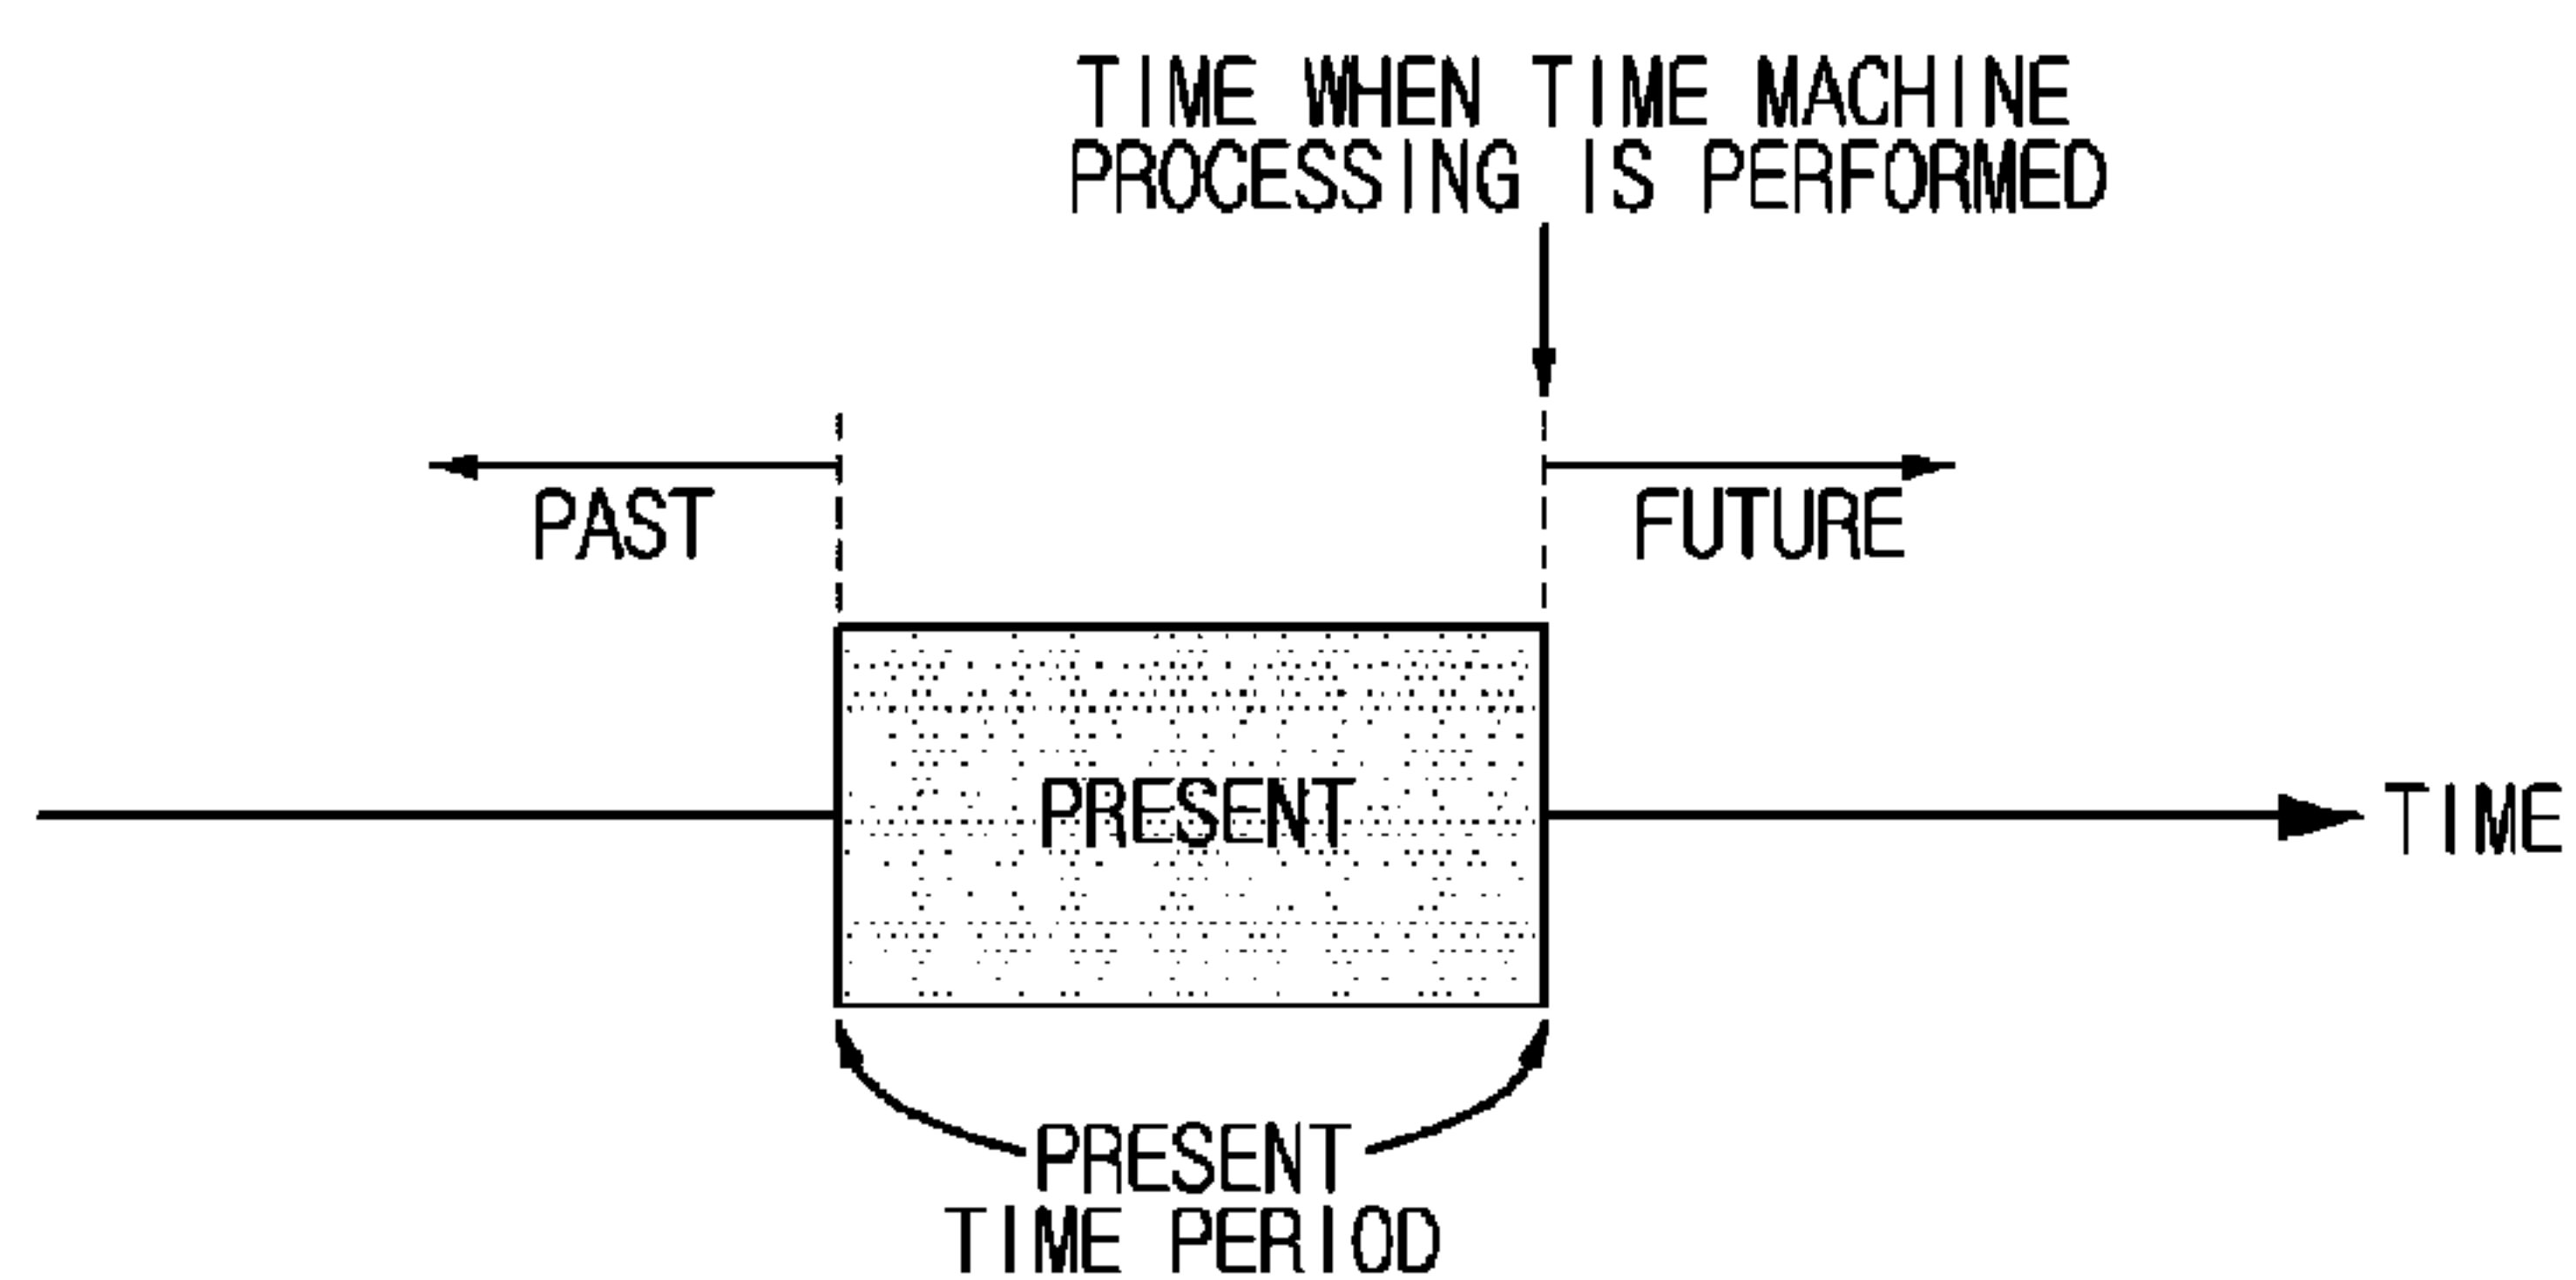 TIME WHEN TIME MACHINE
PROCESSING IS PERFORMED
PAST
FUTURE
PRESENT
TIME
PRESENT
TIME PERIOD